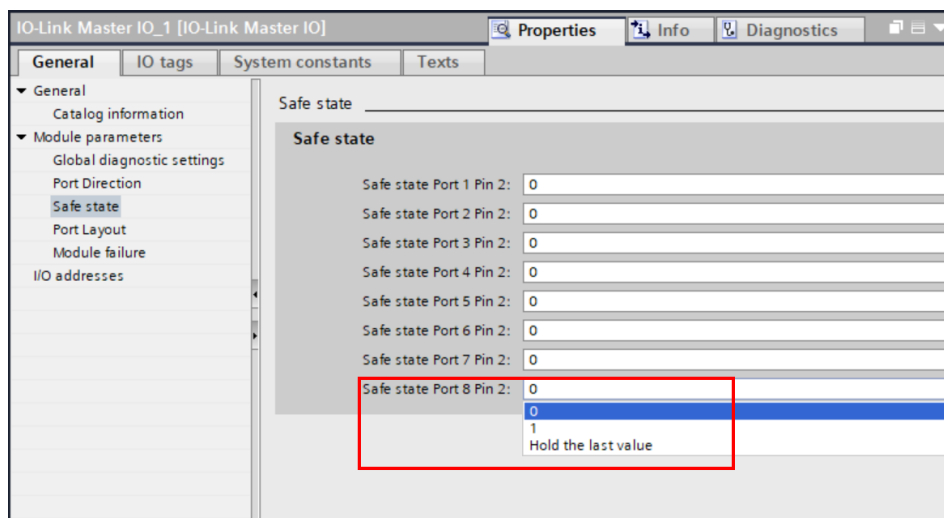 IO-Link Master IO_1 [IO-Link Master IO]
Properties
Info
Diagnostics
General
IO tags
System constants
Texts
General
Catalog information
Module parameters
Global diagnostic settings
Port Direction
Safe state
Port Layout
Module failure
I/O addresses
Safe state
Safe state
Safe state Port 1 Pin 2: 0
Safe state Port 2 Pin 2: 0
Safe state Port 3 Pin 2: 0
Safe state Port 4 Pin 2: 0
Safe state Port 5 Pin 2: 0
Safe state Port 6 Pin 2: 0
Safe state Port 7 Pin 2: 0
Safe state Port 8 Pin 2: 0
0
1
Hold the last value